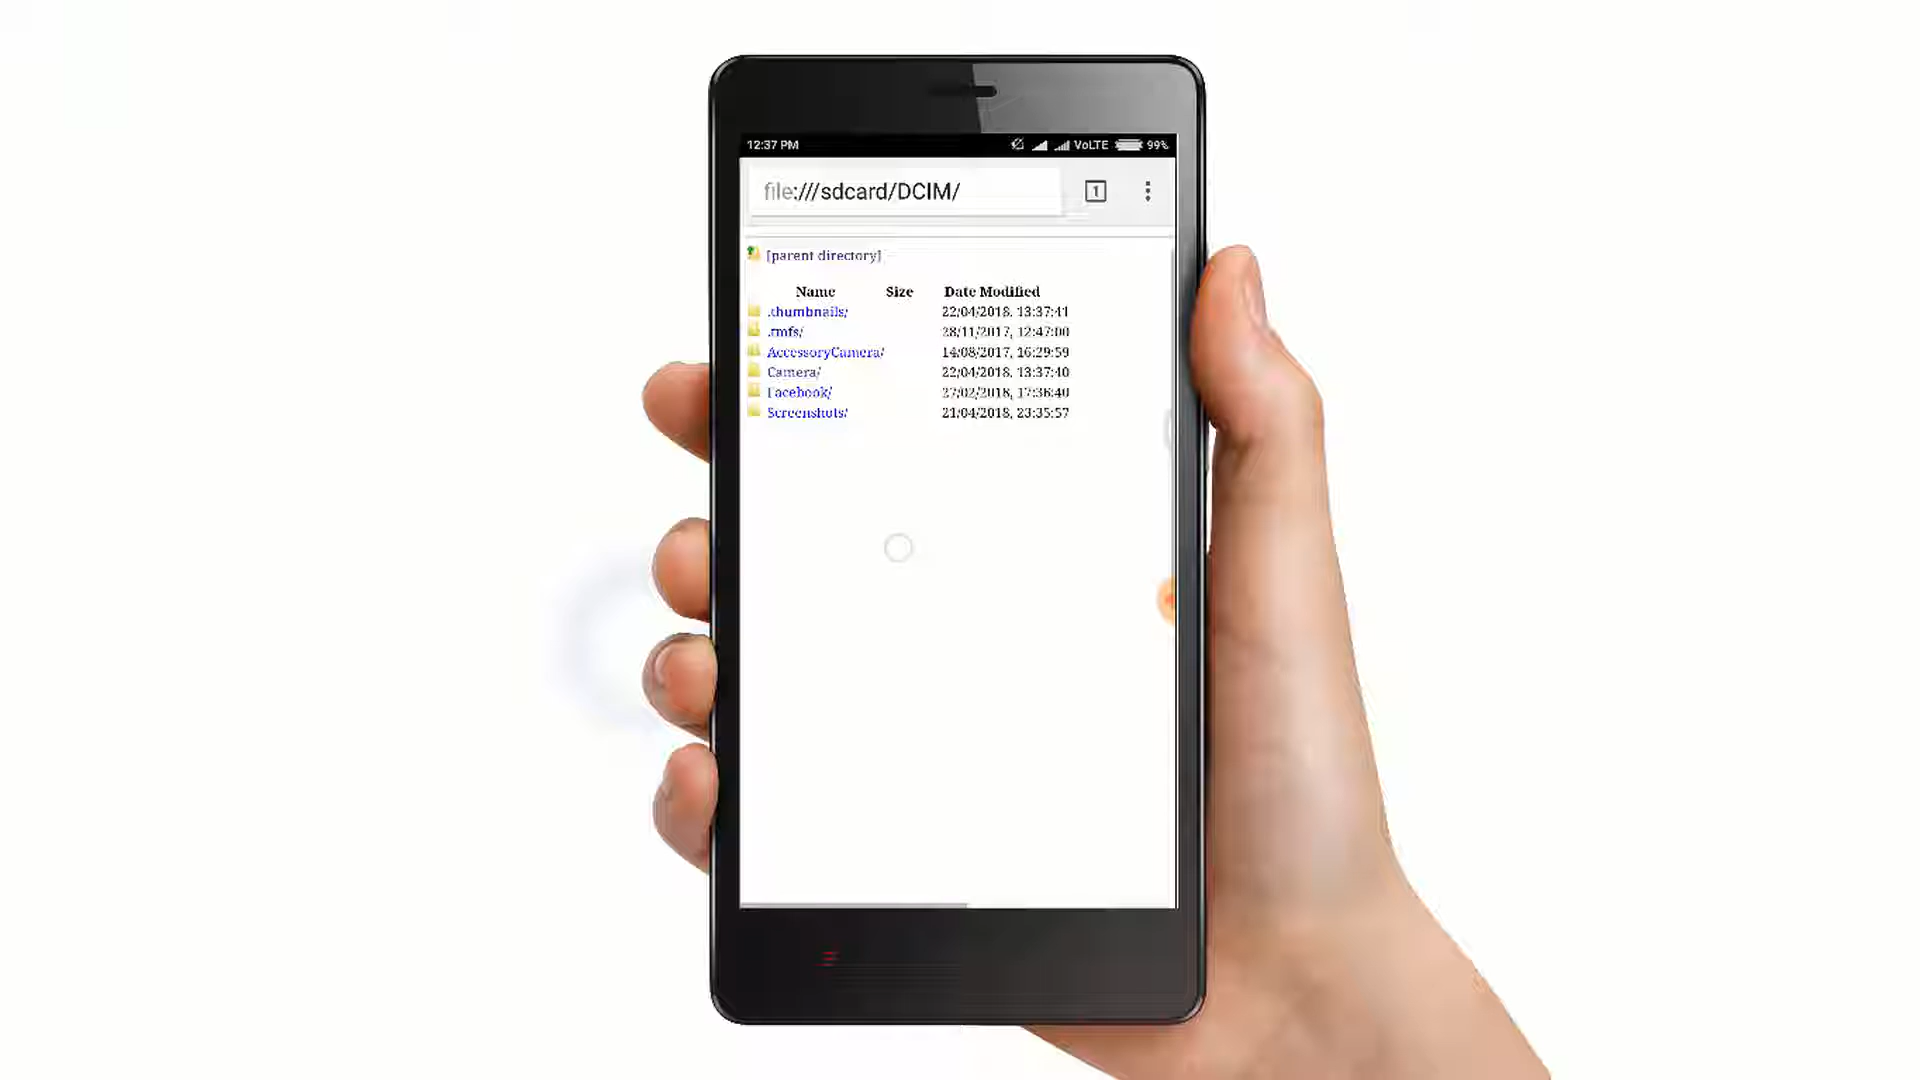 12:37 PM VoLTE 99%
file:///sdcard/DCIM/ 1
[parent directory]
Name Size Date Modified
.thumbnails/ 22/04/2018, 13:37:41
.tmfs/ 28/11/2017, 12:47:00
AccessoryCamera/ 14/08/2017, 16:29:59
Camera/ 22/04/2018, 13:37:40
Facebook/ 27/02/2018, 17:36:40
Screenshots/ 21/04/2018, 23:35:57